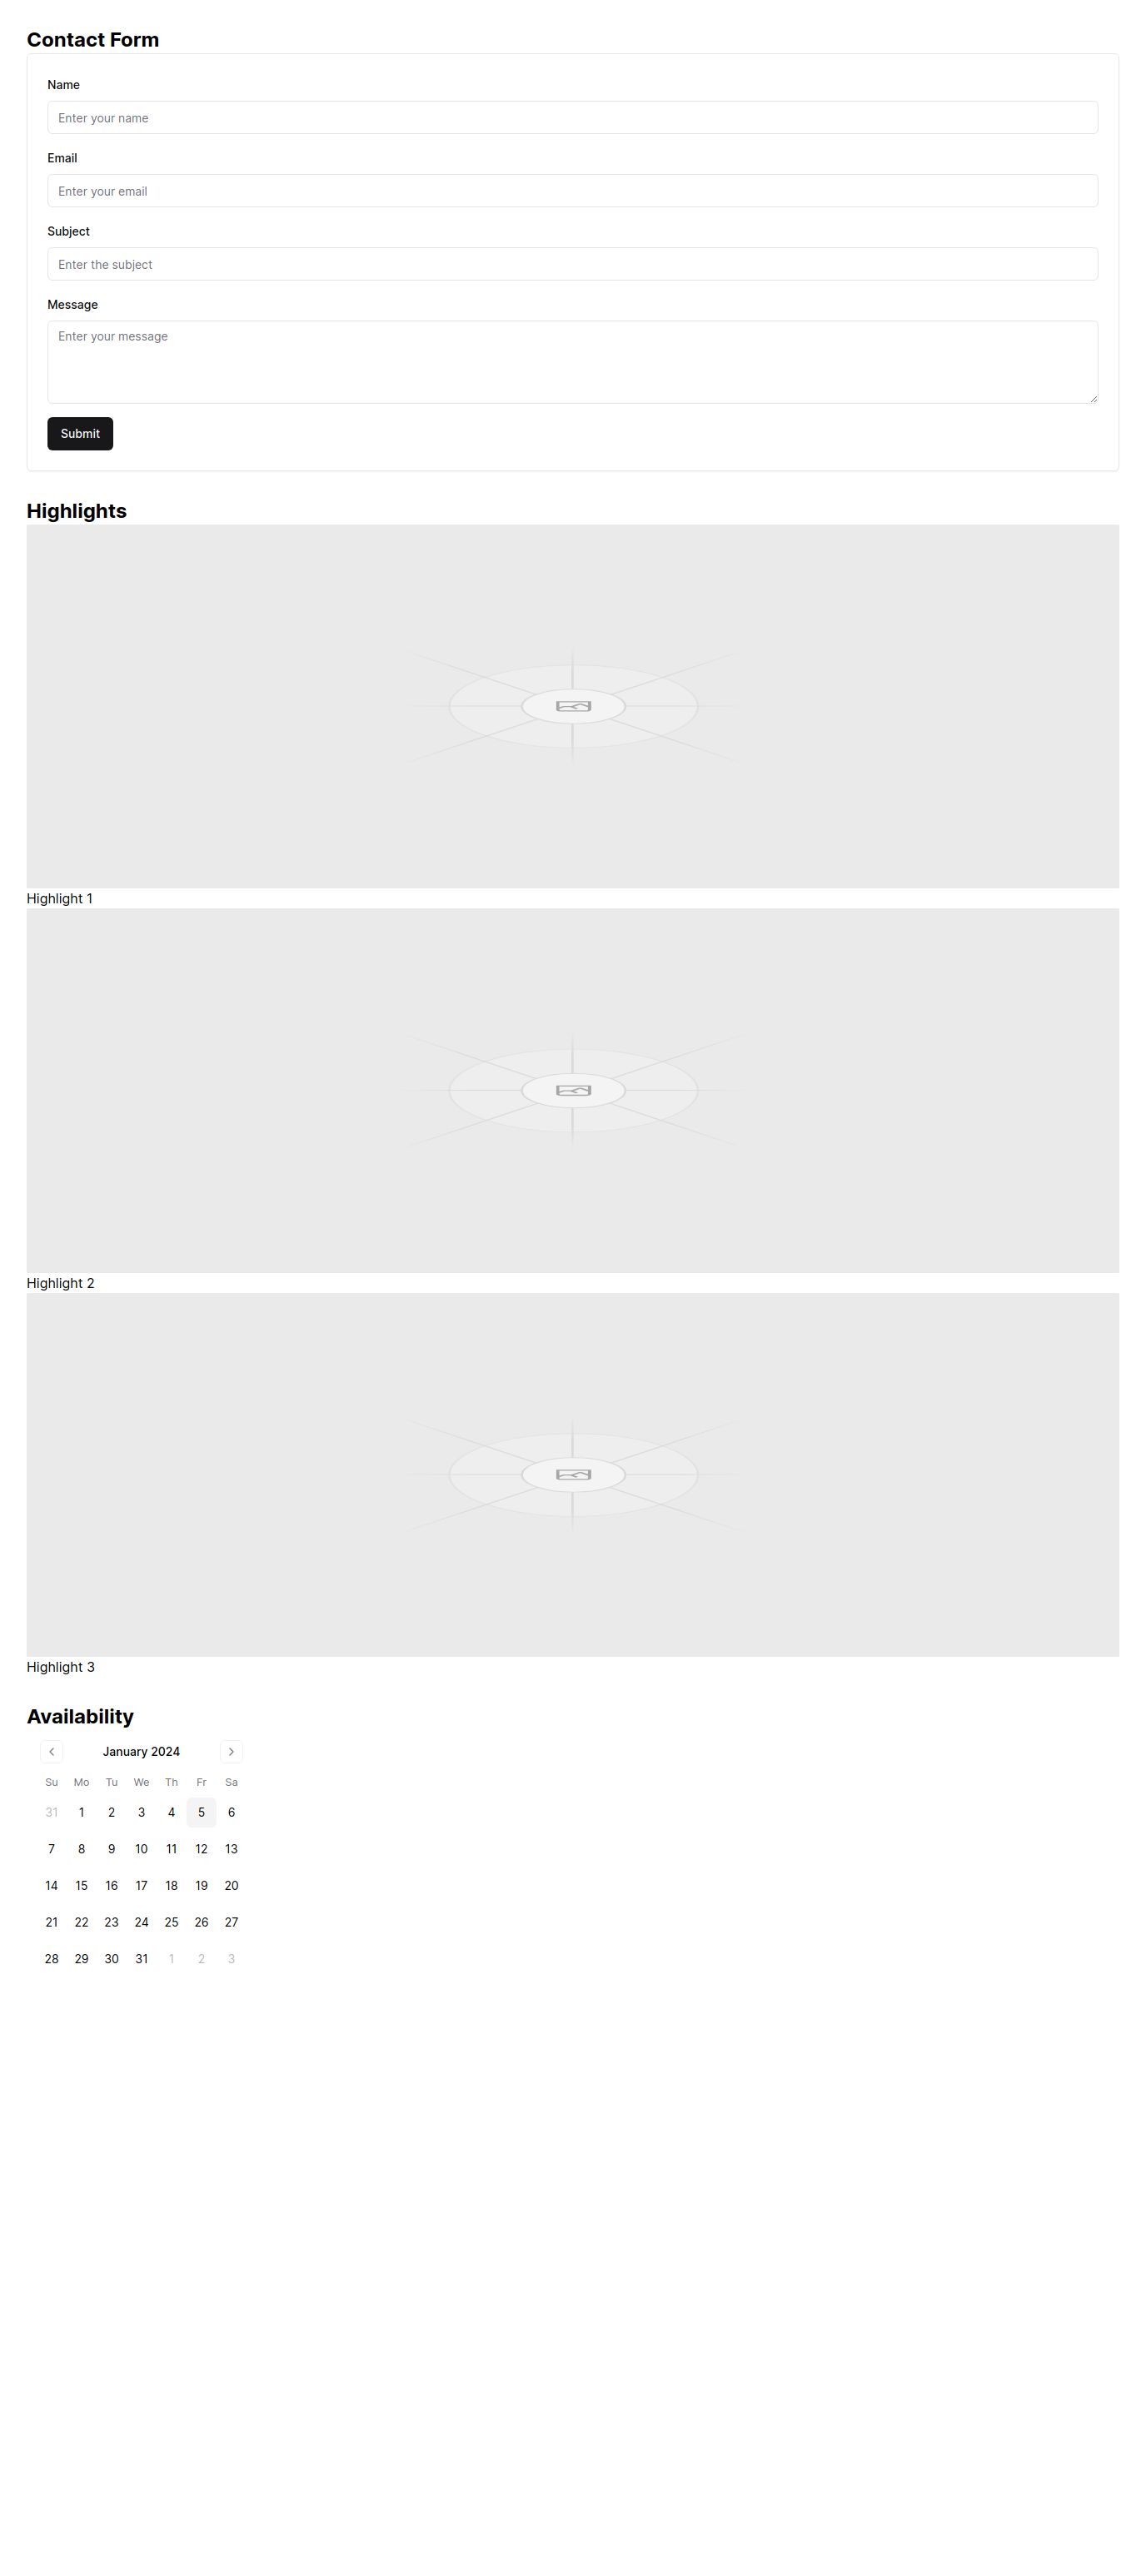 Contact Form
Name
Enter your name
Email
Enter your email
Subject
Enter the subject
Message
Enter your message
Submit
Highlights
Highlight 1
Highlight 2
Highlight 3
Availability
January 2024
Su Mo Tu We Th Fr Sa
31 1 2 3 4 5 6
7 8 9 10 11 12 13
14 15 16 17 18 19 20
21 22 23 24 25 26 27
28 29 30 31 1 2 3